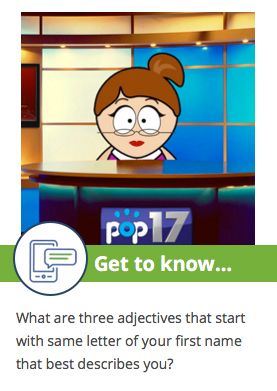 pop17
Get to know...
What are three adjectives that start
with same letter of your first name
that best describes you?